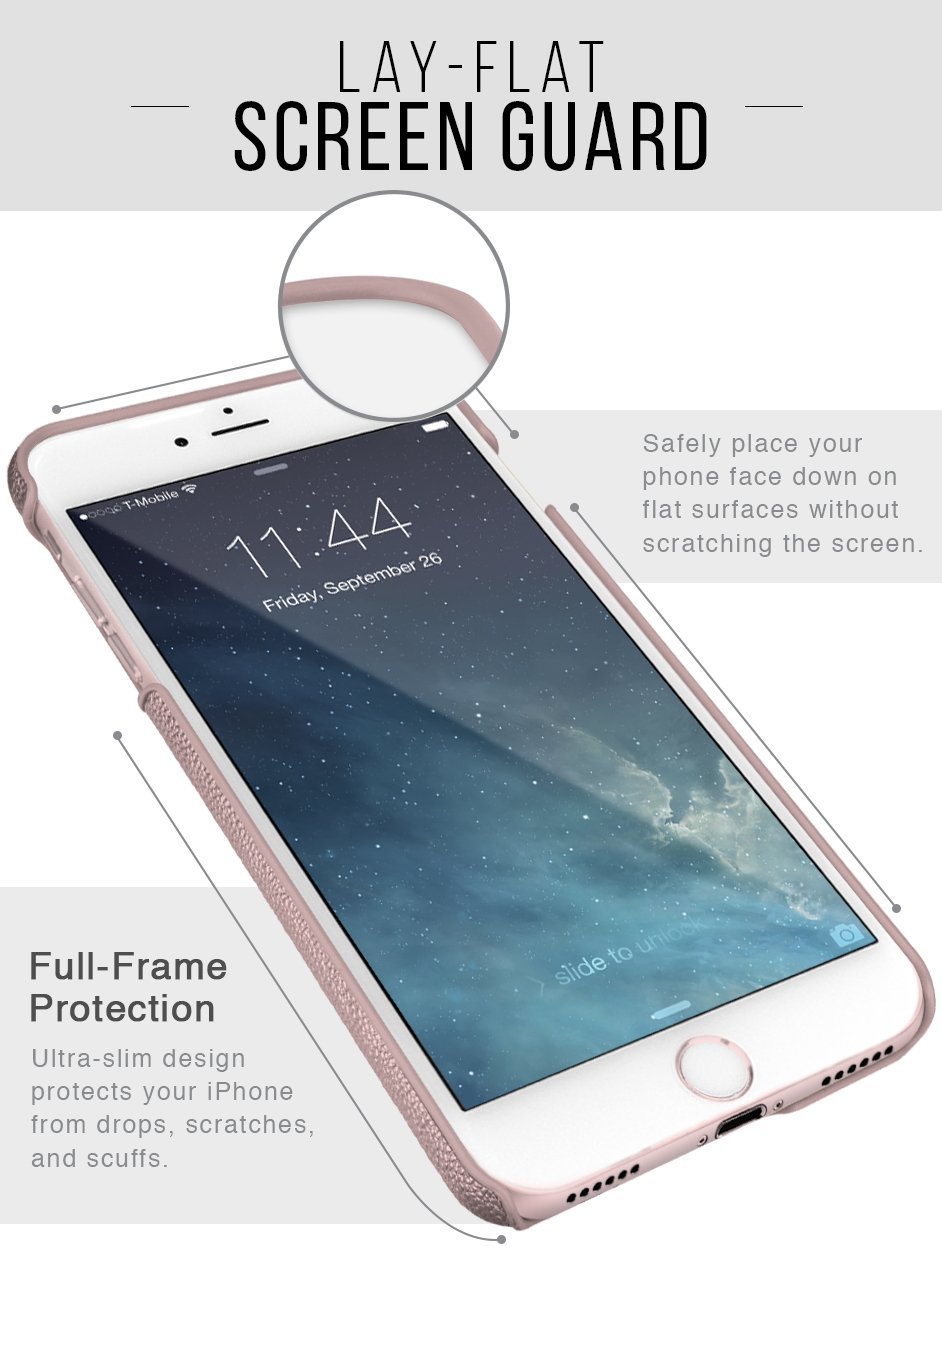 LAY-FLAT
SCREEN GUARD
Safely place your
phone face down on
flat surfaces without
scratching the screen.
T-Mobile
11:44
Friday, September 26
slide to unlock
Full-Frame
Protection
Ultra-slim design
protects your iPhone
from drops, scratches,
and scuffs.